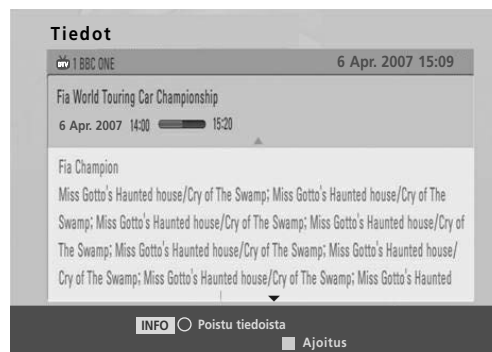 Tiedot
DTV 1 BBC ONE 6 Apr. 2007 15:09
Fia World Touring Car Championship
6 Apr. 2007 14:00 15:20
Fia Champion
Miss Gotto's Haunted house/Cry of The Swamp; Miss Gotto's Haunted house/Cry of The
Swamp; Miss Gotto's Haunted house/Cry of The Swamp; Miss Gotto's Haunted house/Cry of
The Swamp; Miss Gotto's Haunted house/Cry of The Swamp; Miss Gotto's Haunted house/
Cry of The Swamp; Miss Gotto's Haunted house/Cry of The Swamp; Miss Gotto's Haunted
INFO Poistu tiedoista
Ajoitus